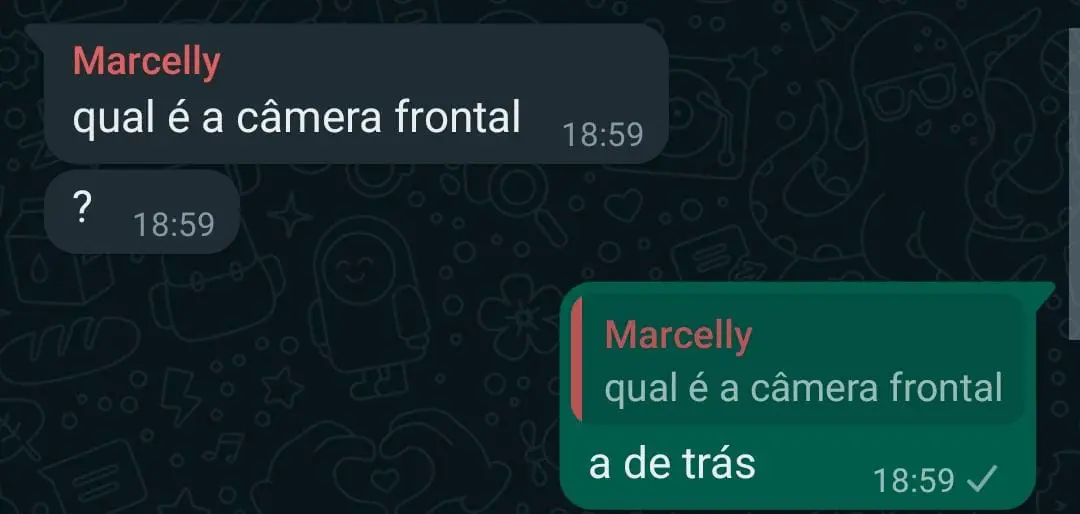 Marcelly
qual é a câmera frontal 18:59
? 18:59
Marcelly
qual é a câmera frontal
a de trás 18:59